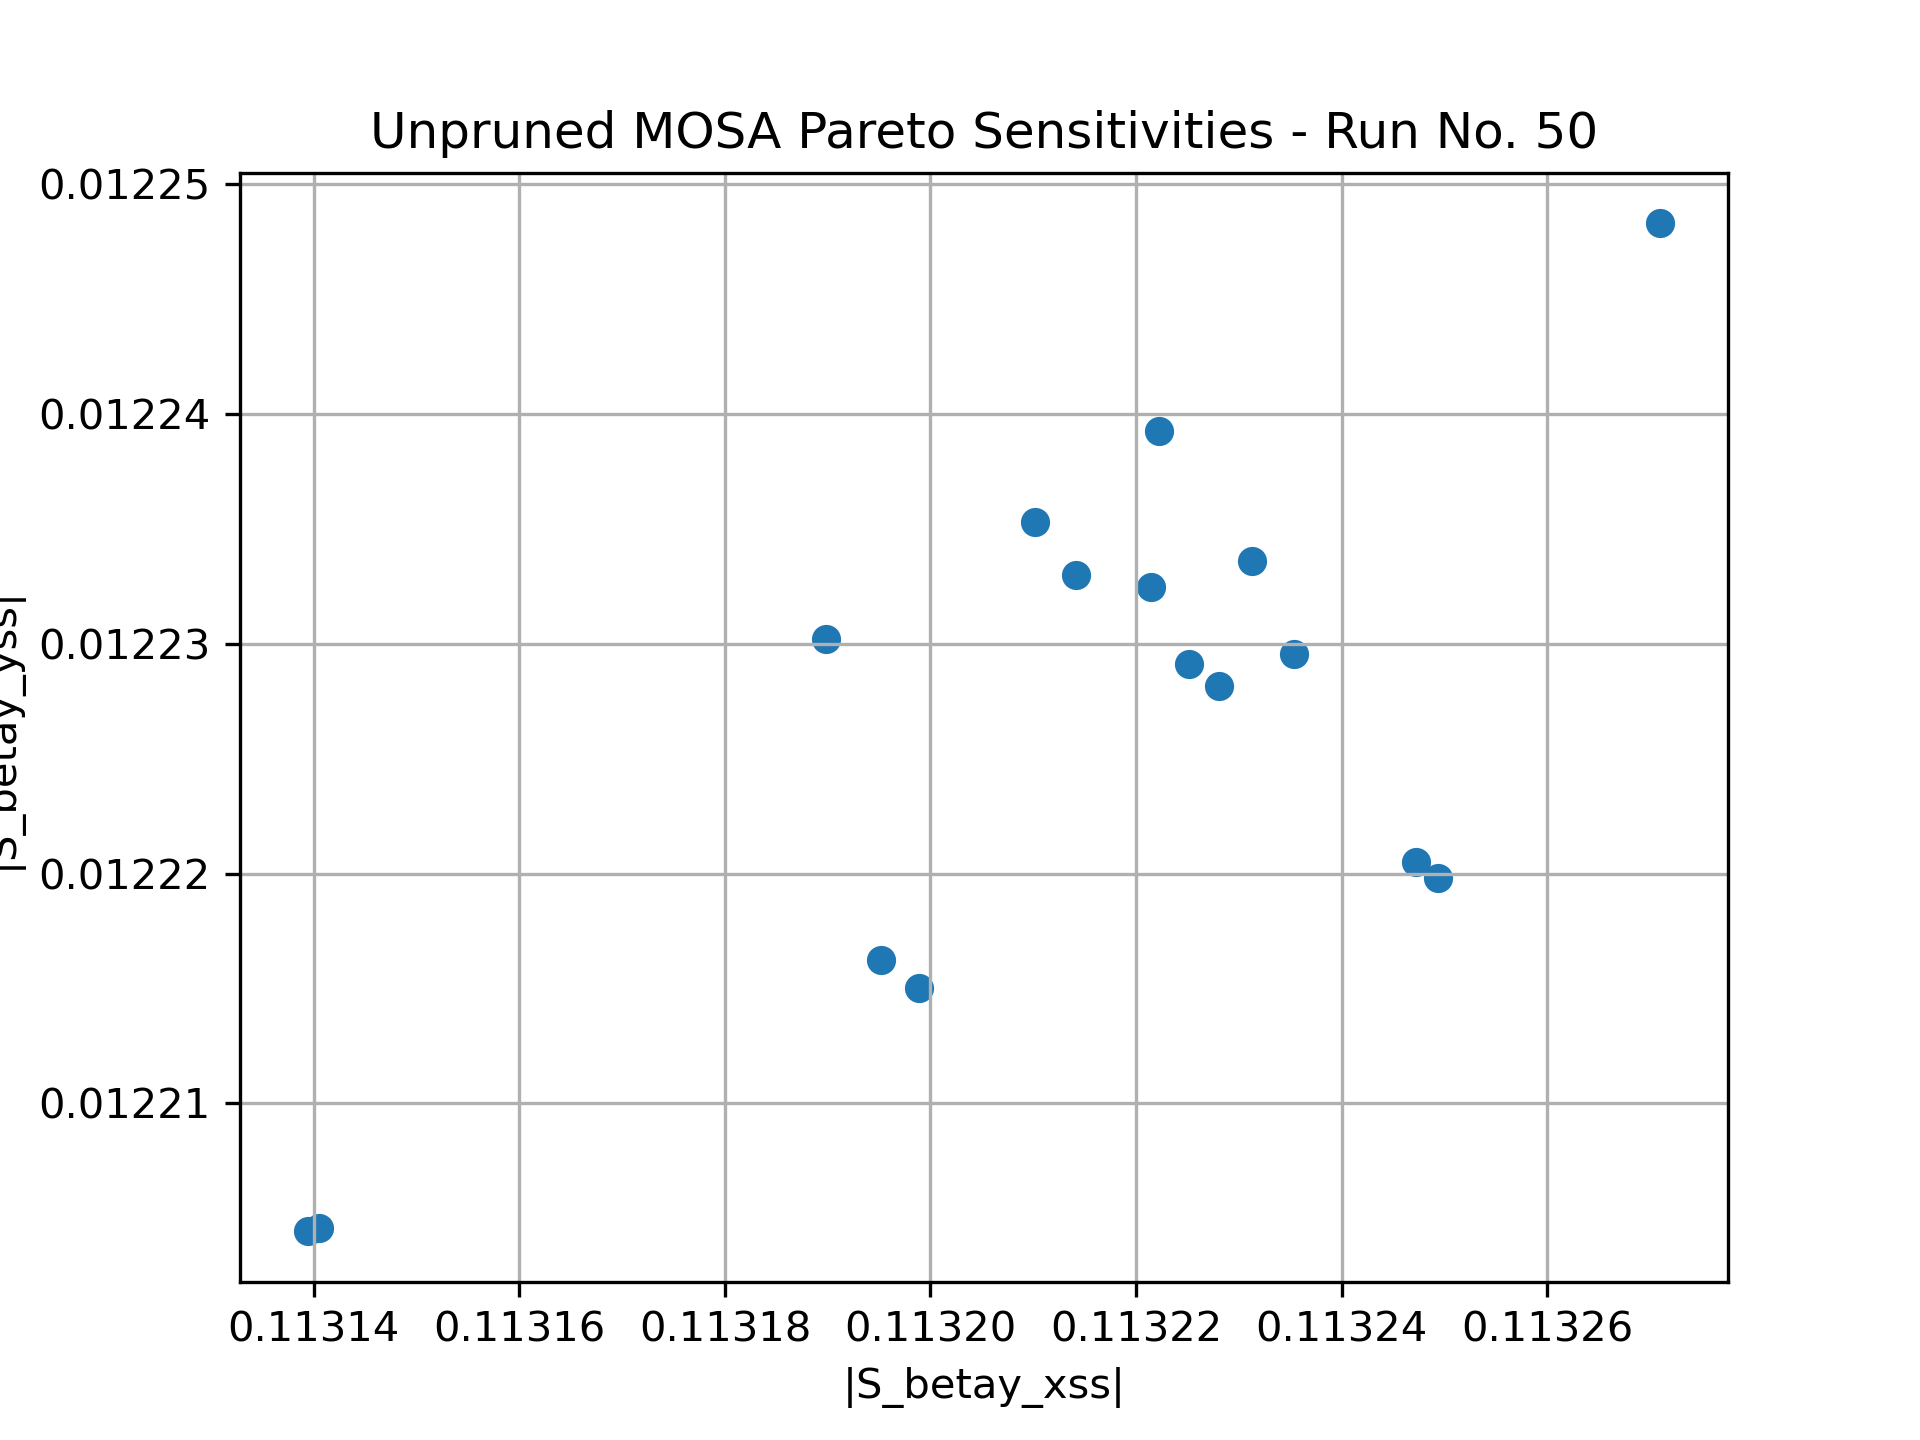 Unpruned MOSA Pareto Sensitivities - Run No. 50
0.01225
0.01224
0.01223
0.01222
0.01221
|S_betay_yss|
0.11314 0.11316 0.11318 0.11320 0.11322 0.11324 0.11326
|S_betay_xss|